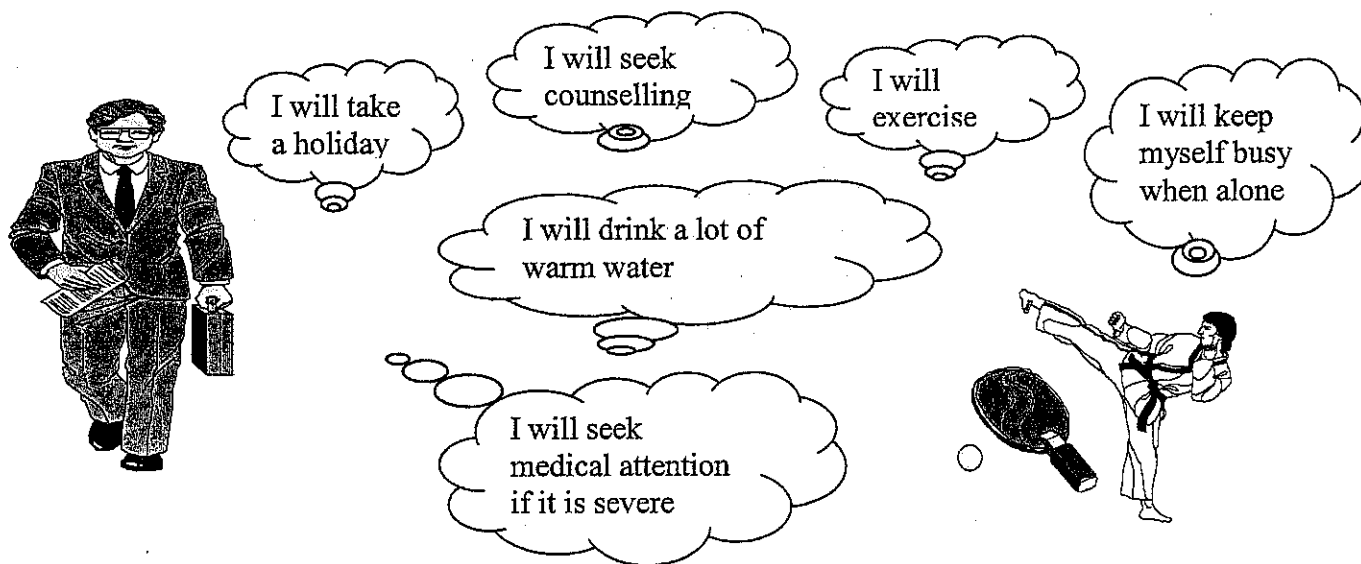 I will take
a holiday
I will seek
counselling
I will
exercise
I will keep
myself busy
when alone
I will drink a lot of
warm water
I will seek
medical attention
if it is severe